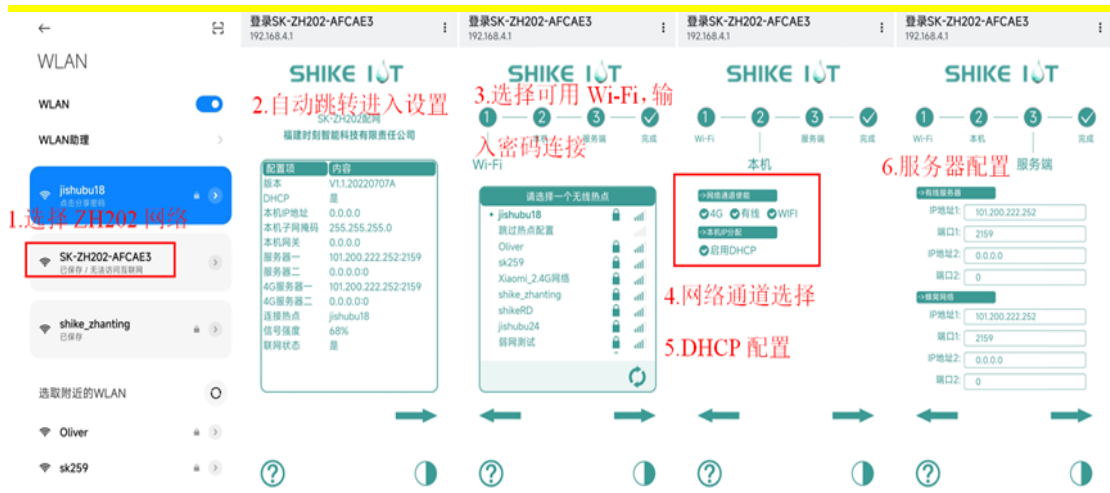 WLAN
WLAN
WLAN助理
jishubu18
点击分享密码
1.选择 ZH202 网络
SK-ZH202-AFCAE3
已保存 / 无法访问互联网
shike_zhanting
已保存
选取附近的WLAN
Oliver
sk259
登录SK-ZH202-AFCAE3
192.168.4.1
SHIKE IOT
2.自动跳转进入设置
SK-ZH202配网
福建时刻智能科技有限责任公司
配置项 内容
版本 V1.1.20220707A
DHCP 是
本机IP地址 0.0.0.0
本机子网掩码 255.255.255.0
本机网关 0.0.0.0
服务器一 101.200.222.252:2159
服务器二 0.0.0.0:0
4G服务器一 101.200.222.252:2159
4G服务器二 0.0.0.0:0
连接热点 jishubu18
信号强度 68%
联网状态 是
登录SK-ZH202-AFCAE3
192.168.4.1
SHIKE IOT
3.选择可用 Wi-Fi,输
入密码连接
1 2 3
Wi-Fi 本机 服务端 完成
Wi-Fi
请选择一个无线热点
• jishubu18
跳过热点配置
Oliver
sk259
Xiaomi_2.4G网络
shike_zhanting
shikeRD
jishubu24
弱网测试
登录SK-ZH202-AFCAE3
192.168.4.1
SHIKE IOT
1 2 3
Wi-Fi 本机 服务端 完成
本机
->网络通道使能
4G 有线 WIFI
->本机IP分配
启用DHCP
4.网络通道选择
5.DHCP 配置
登录SK-ZH202-AFCAE3
192.168.4.1
SHIKE IOT
1 2 3
Wi-Fi 本机 服务端 完成
6.服务器配置
服务端
->有线服务器
IP地址1: 101.200.222.252
端口1: 2159
IP地址2: 0.0.0.0
端口2: 0
->蜂窝网络
IP地址1: 101.200.222.252
端口1: 2159
IP地址2: 0.0.0.0
端口2: 0